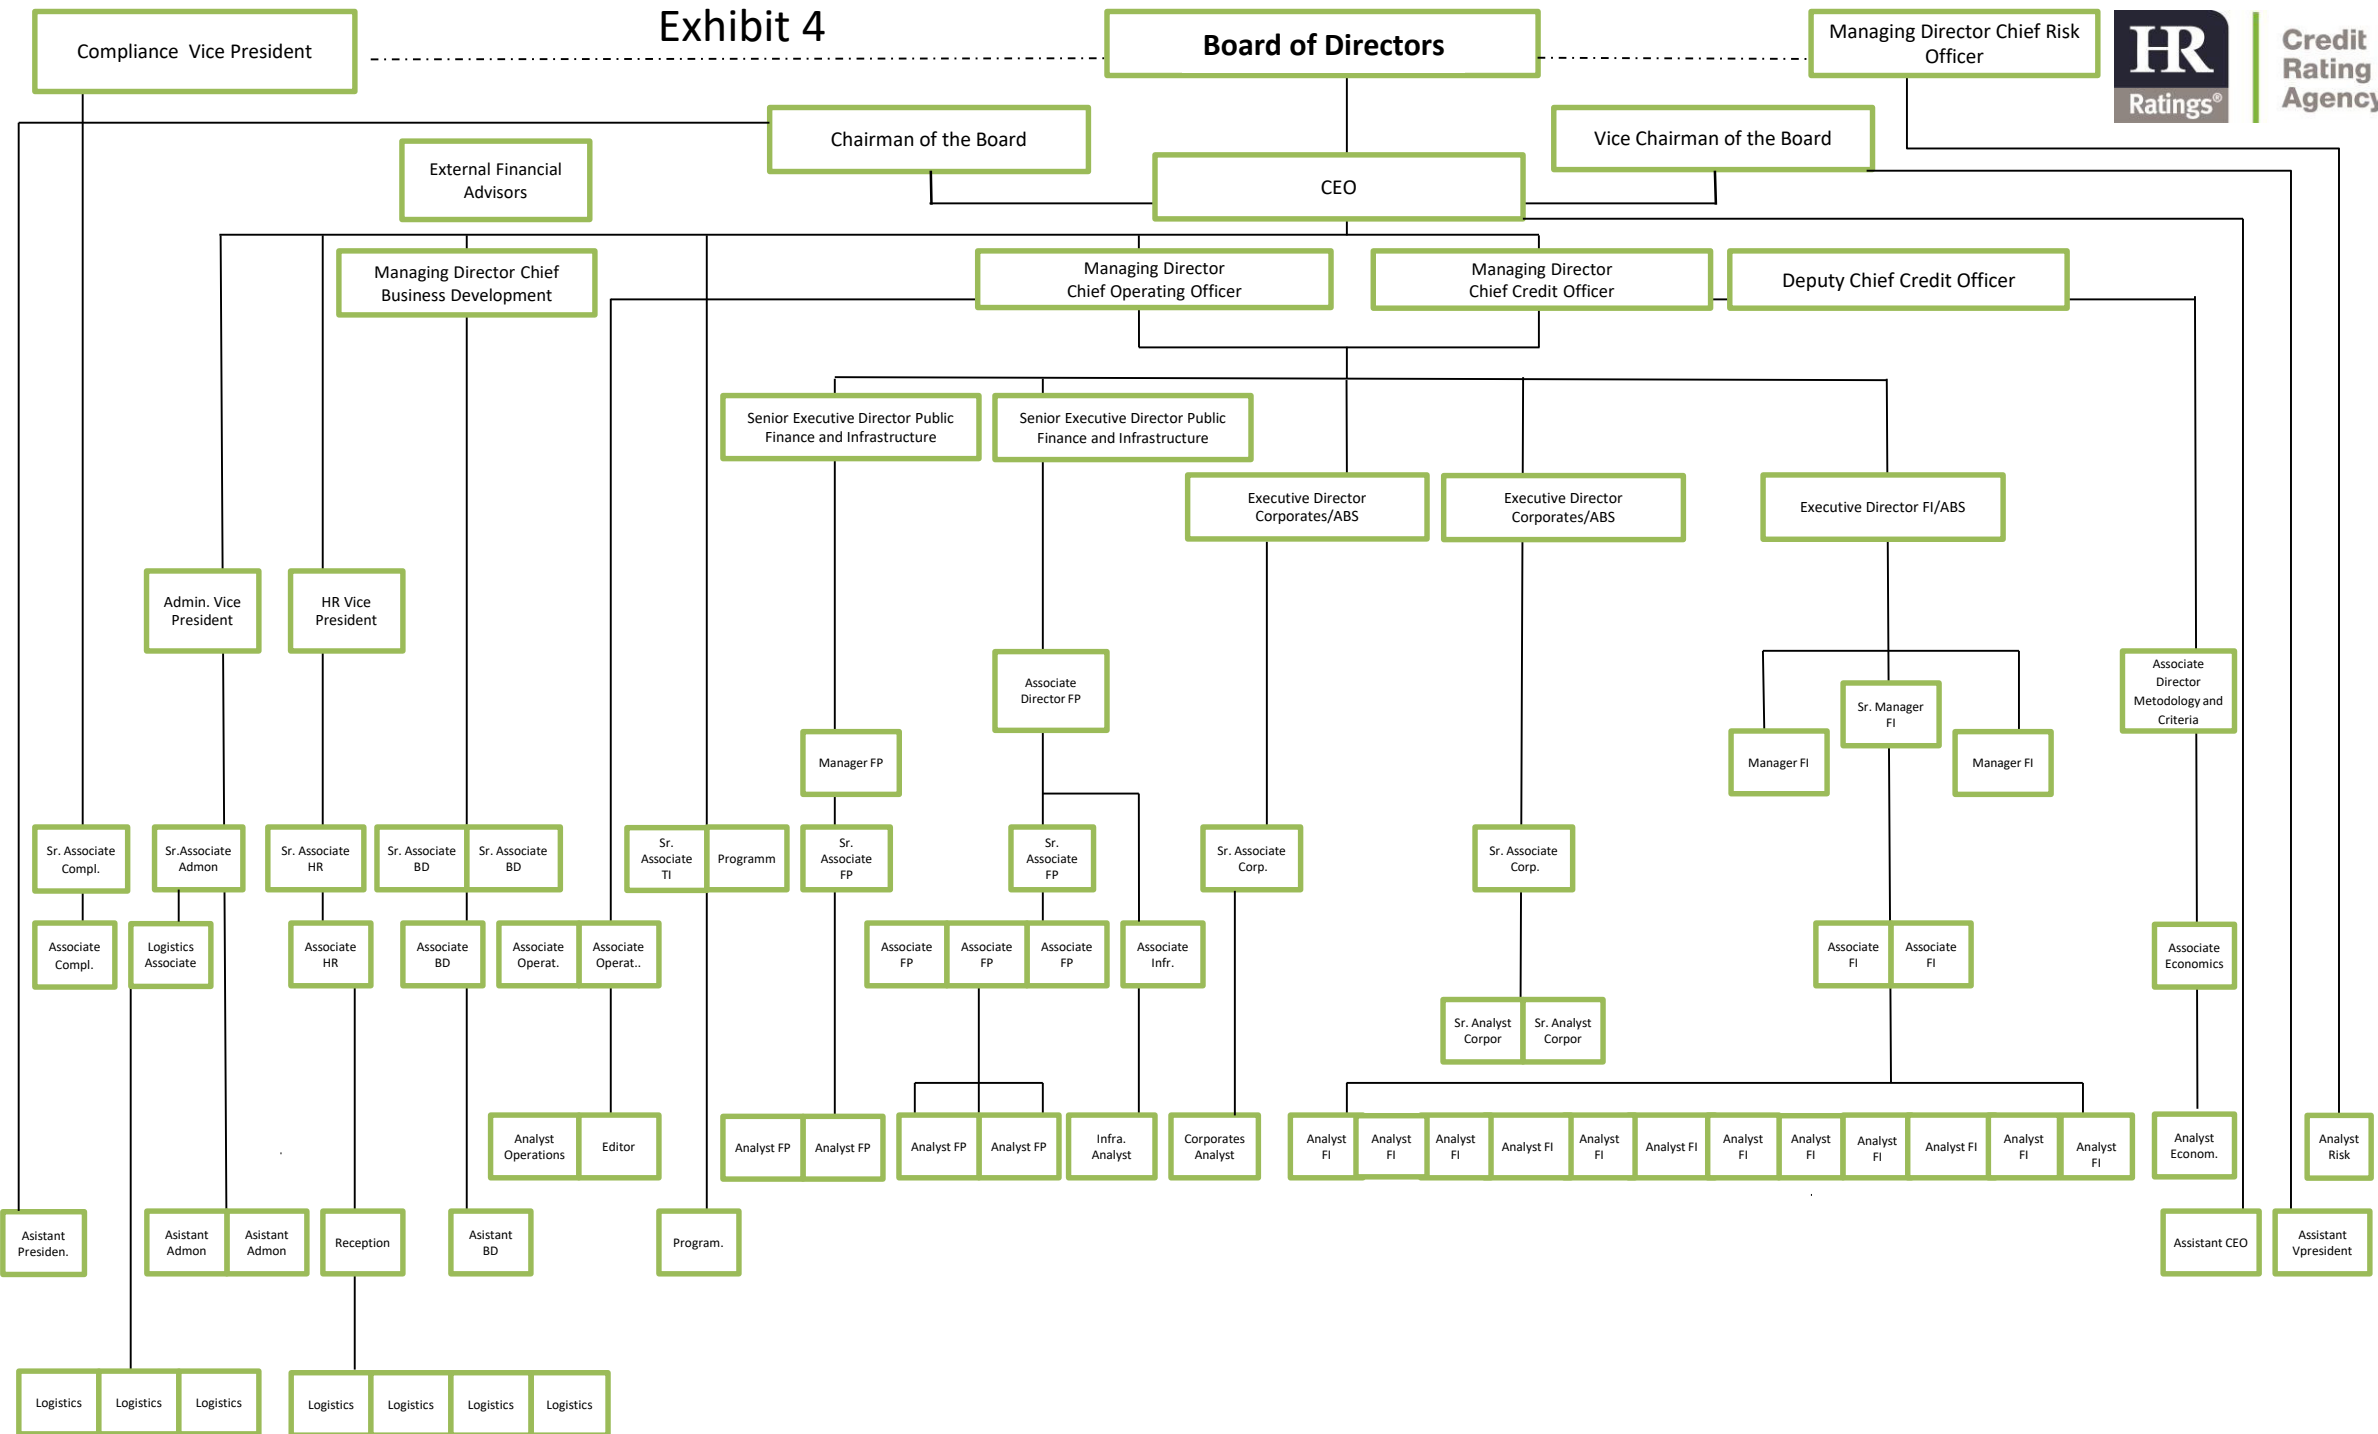 Exhibit 4
Compliance  Vice President
Board of Directors
Managing Director Chief Risk
Officer
HR
Ratings®
Credit
Rating
Agency
Chairman of the Board
Vice Chairman of the Board
External Financial
Advisors
CEO
Managing Director Chief
Business Development
Managing Director
Chief Operating Officer
Managing Director
Chief Credit Officer
Deputy Chief Credit Officer
Senior Executive Director Public
Finance and Infrastructure
Senior Executive Director Public
Finance and Infrastructure
Executive Director
Corporates/ABS
Executive Director
Corporates/ABS
Executive Director FI/ABS
Admin. Vice
President
HR Vice
President
Associate
Director FP
Associate
Director
Metodology and
Criteria
Sr. Manager
FI
Manager FP
Manager FI
Manager FI
Sr. Associate
Compl.
Sr.Associate
Admon
Sr. Associate
HR
Sr. Associate
BD
Sr. Associate
BD
Sr.
Associate
TI
Programm
Sr.
Associate
FP
Sr.
Associate
FP
Sr. Associate
Corp.
Sr. Associate
Corp.
Associate
Compl.
Logistics
Associate
Associate
HR
Associate
BD
Associate
Operat.
Associate
Operat..
Associate
FP
Associate
FP
Associate
FP
Associate
Infr.
Associate
FI
Associate
FI
Associate
Economics
Sr. Analyst
Corpor
Sr. Analyst
Corpor
Analyst
Operations
Editor
Analyst FP
Analyst FP
Analyst FP
Analyst FP
Infra.
Analyst
Corporates
Analyst
Analyst
FI
Analyst
FI
Analyst
FI
Analyst FI
Analyst
FI
Analyst FI
Analyst
FI
Analyst
FI
Analyst
FI
Analyst FI
Analyst
FI
Analyst
FI
Analyst
Econom.
Analyst
Risk
Asistant
Presiden.
Asistant
Admon
Asistant
Admon
Reception
Asistant
BD
Program.
Assistant CEO
Assistant
Vpresident
Logistics
Logistics
Logistics
Logistics
Logistics
Logistics
Logistics